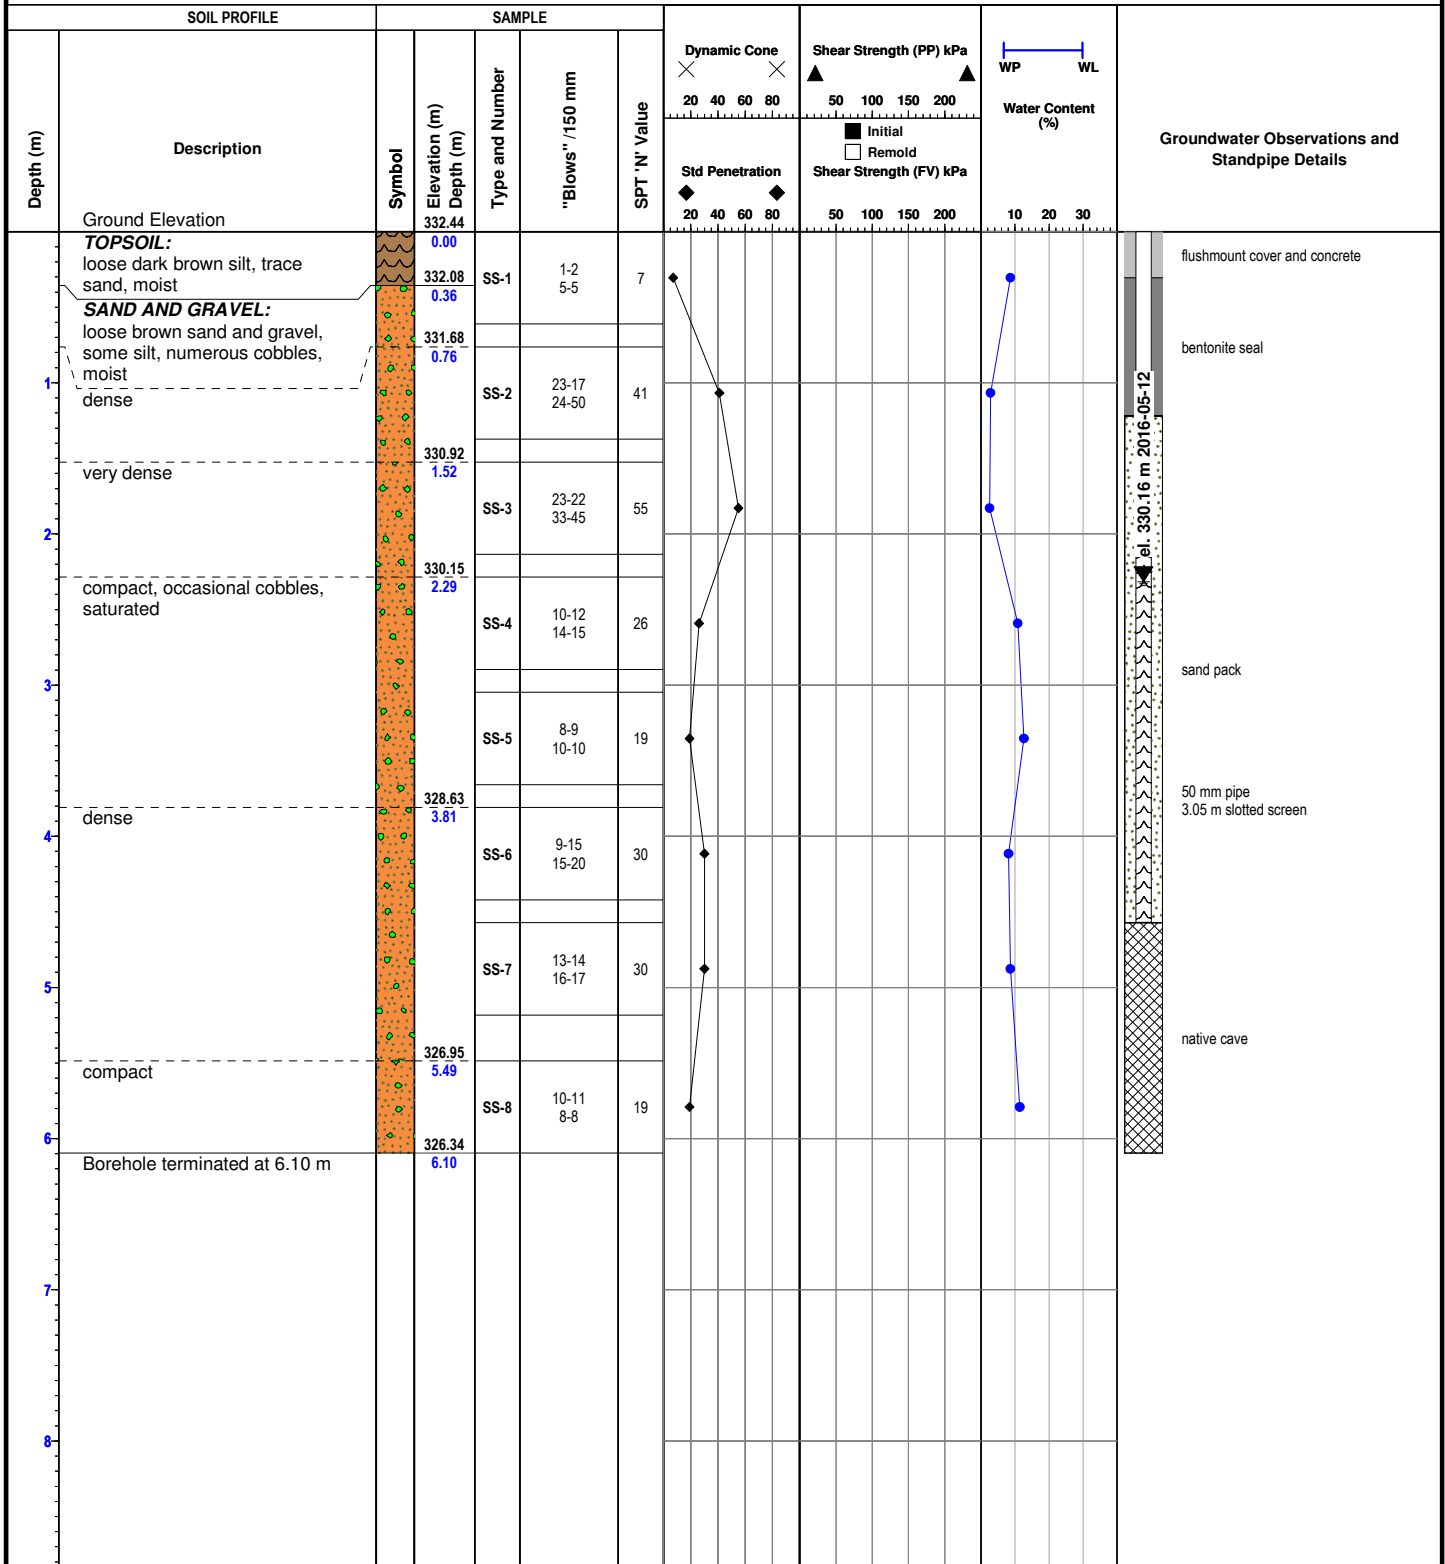 SOIL PROFILE
SAMPLE
Depth (m)
Description
Symbol
Elevation (m)
Depth (m)
Type and Number
"Blows" /150 mm
SPT 'N' Value
Dynamic Cone
20 40 60 80
Std Penetration
20 40 60 80
Shear Strength (PP) kPa
50 100 150 200
Initial
Remold
Shear Strength (FV) kPa
50 100 150 200
WP WL
Water Content
(%)
10 20 30
Groundwater Observations and
Standpipe Details
Ground Elevation
332.44
0.00
TOPSOIL:
loose dark brown silt, trace
sand, moist
332.08
0.36
SS-1
1-2
5-5
7
flushmount cover and concrete
SAND AND GRAVEL:
loose brown sand and gravel,
some silt, numerous cobbles,
moist
331.68
0.76
bentonite seal
1
dense
SS-2
23-17
24-50
41
330.92
1.52
very dense
SS-3
23-22
33-45
55
el. 330.16 m 2016-05-12
2
330.15
2.29
compact, occasional cobbles,
saturated
SS-4
10-12
14-15
26
sand pack
3
SS-5
8-9
10-10
19
328.63
3.81
50 mm pipe
3.05 m slotted screen
dense
4
SS-6
9-15
15-20
30
SS-7
13-14
16-17
30
5
native cave
326.95
5.49
compact
SS-8
10-11
8-8
19
6
326.34
6.10
Borehole terminated at 6.10 m
7
8